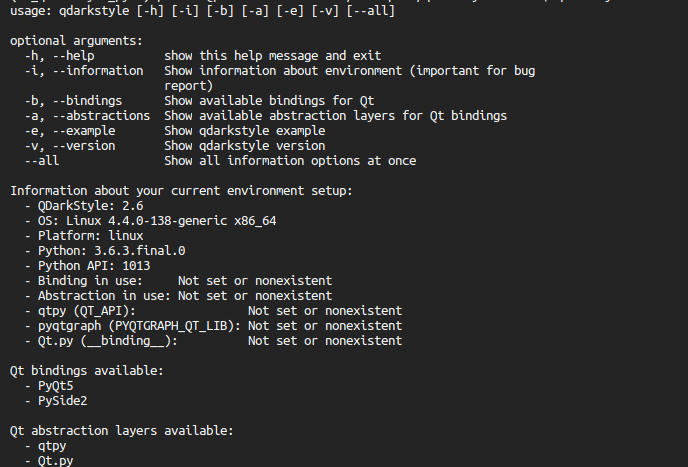 usage: qdarkstyle [-h] [-i] [-b] [-a] [-e] [-v] [--all]
optional arguments:
-h, --help show this help message and exit
-i, --information Show information about environment (important for bug
report)
-b, --bindings Show available bindings for Qt
-a, --abstractions Show available abstraction layers for Qt bindings
-e, --example Show qdarkstyle example
-v, --version Show qdarkstyle version
--all Show all information options at once
Information about your current environment setup:
- QDarkStyle: 2.6
- OS: Linux 4.4.0-138-generic x86_64
- Platform: linux
- Python: 3.6.3.final.0
- Python API: 1013
- Binding in use: Not set or nonexistent
- Abstraction in use: Not set or nonexistent
- qtpy (QT_API): Not set or nonexistent
- pyqtgraph (PYQTGRAPH_QT_LIB): Not set or nonexistent
- Qt.py (__binding__): Not set or nonexistent
Qt bindings available:
- PyQt5
- PySide2
Qt abstraction layers available:
- qtpy
- Qt.py